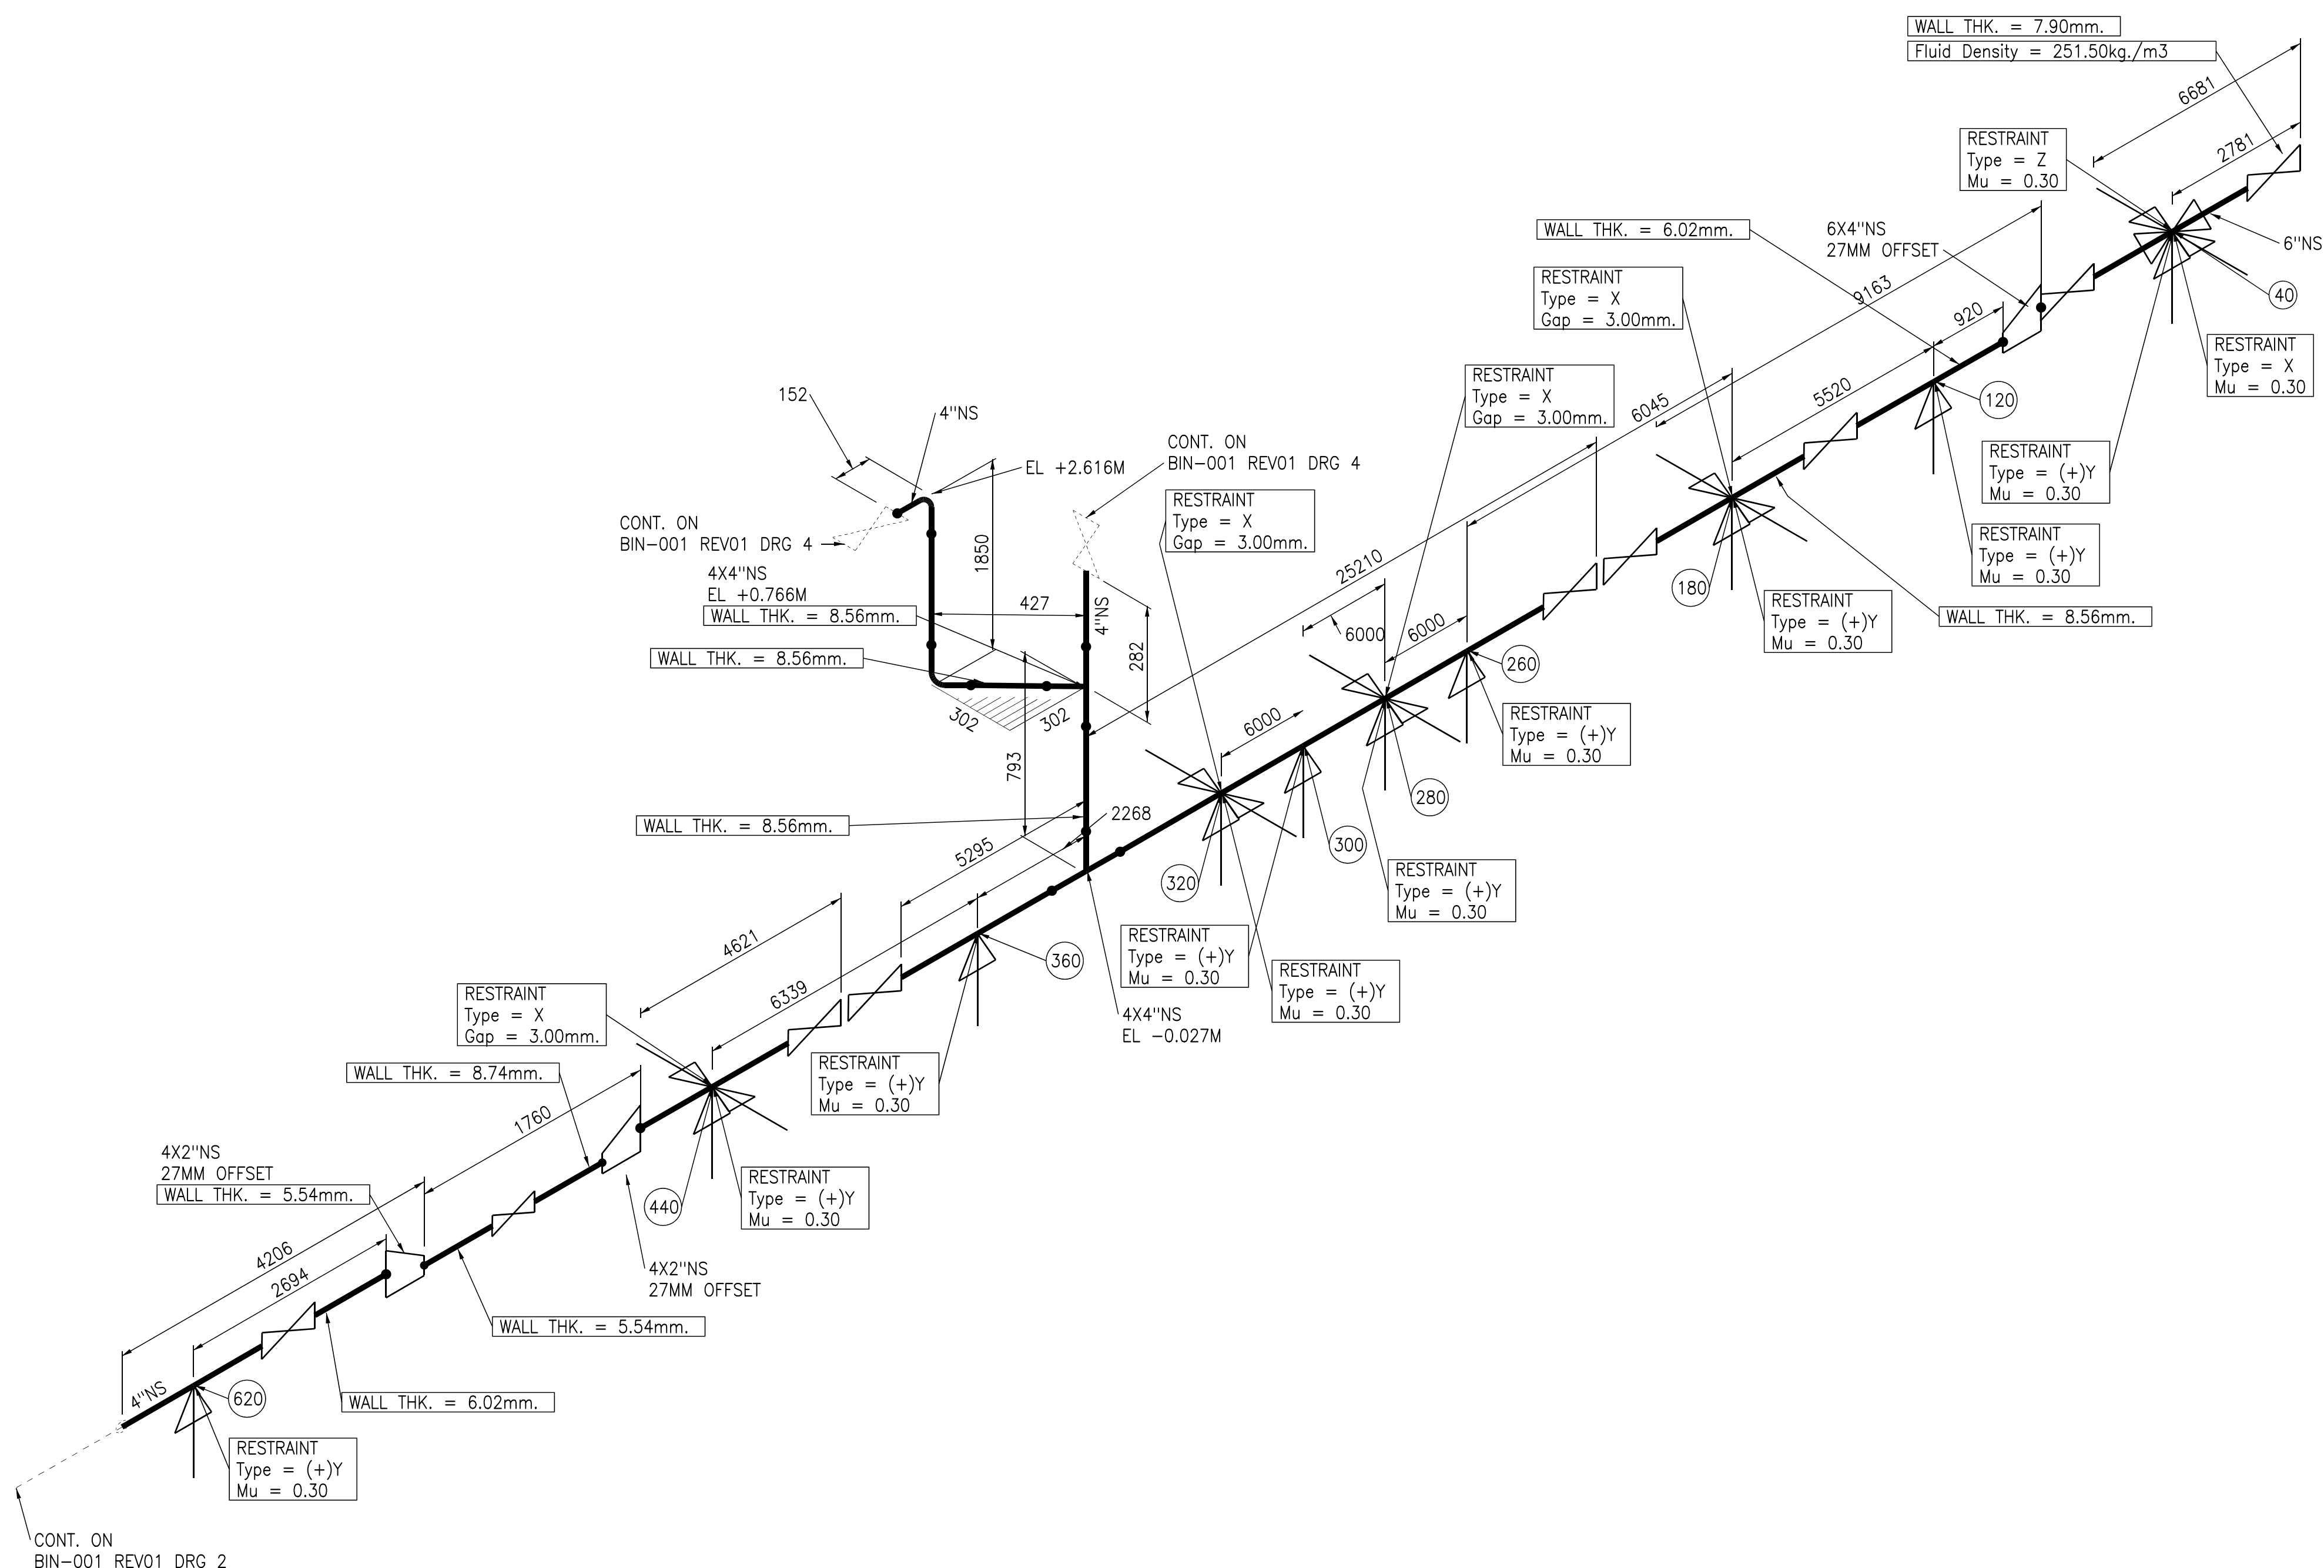 WALL THK. = 7.90mm.
Fluid Density = 251.50kg./m3
6681
2781
RESTRAINT
Type = Z
Mu = 0.30
6"NS
40
RESTRAINT
Type = X
Mu = 0.30
WALL THK. = 6.02mm.
6X4"NS
27MM OFFSET
9163
920
RESTRAINT
Type = X
Gap = 3.00mm.
5520
120
RESTRAINT
Type = (+)Y
Mu = 0.30
RESTRAINT
Type = (+)Y
Mu = 0.30
RESTRAINT
Type = X
Gap = 3.00mm.
6045
180
RESTRAINT
Type = (+)Y
Mu = 0.30
WALL THK. = 8.56mm.
152
4"NS
EL +2.616M
CONT. ON
BIN-001 REV01 DRG 4
CONT. ON
BIN-001 REV01 DRG 4
RESTRAINT
Type = X
Gap = 3.00mm.
1850
4X4"NS
EL +0.766M
WALL THK. = 8.56mm.
427
4"NS
282
WALL THK. = 8.56mm.
302
302
793
25210
6000
6000
6000
260
RESTRAINT
Type = (+)Y
Mu = 0.30
280
RESTRAINT
Type = (+)Y
Mu = 0.30
300
320
RESTRAINT
Type = (+)Y
Mu = 0.30
RESTRAINT
Type = (+)Y
Mu = 0.30
WALL THK. = 8.56mm.
2268
5295
4621
6339
360
4X4"NS
EL -0.027M
RESTRAINT
Type = X
Gap = 3.00mm.
RESTRAINT
Type = (+)Y
Mu = 0.30
WALL THK. = 8.74mm.
1760
440
RESTRAINT
Type = (+)Y
Mu = 0.30
4X2"NS
27MM OFFSET
WALL THK. = 5.54mm.
4X2"NS
27MM OFFSET
4206
2694
WALL THK. = 5.54mm.
4"NS
620
WALL THK. = 6.02mm.
RESTRAINT
Type = (+)Y
Mu = 0.30
CONT. ON
BIN-001 REV01 DRG 2